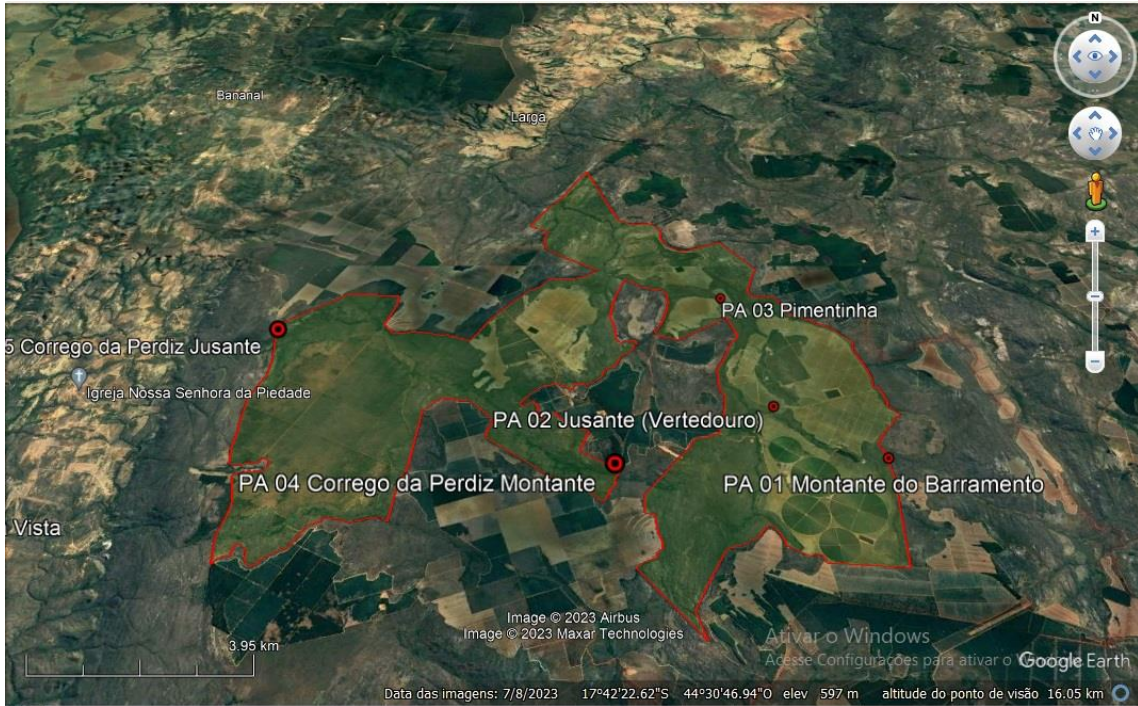 N
Bananal
Larga
PA 03 Pimentinha
5 Corrego da Perdiz Jusante
Igreja Nossa Senhora da Piedade
PA 02 Jusante (Vertedouro)
PA 04 Corrego da Perdiz Montante
PA 01 Montante do Barramento
Vista
Image © 2023 Airbus
Image © 2023 Maxar Technologies
3.95 km
Ativar o Windows
Acesse Configurações para ativar o
Google Earth
Data das imagens: 7/8/2023 17°42'22.62"S 44°30'46.94"O elev 597 m altitude do ponto de visão 16.05 km